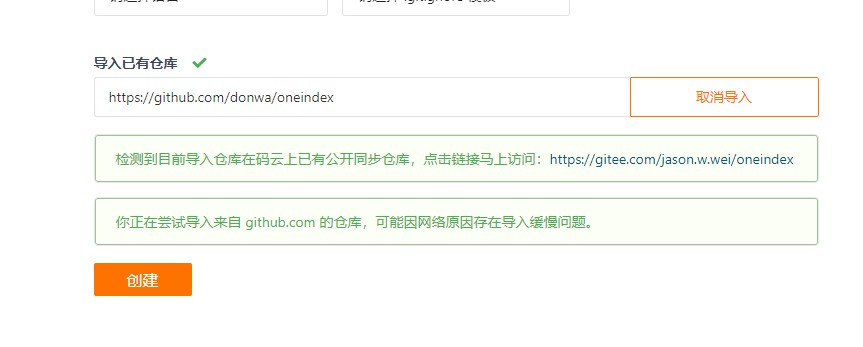 导入已有仓库
https://github.com/donwa/oneindex
取消导入
检测到目前导入仓库在码云上已有公开同步仓库，点击链接马上访问：https://gitee.com/jason.w.wei/oneindex
你正在尝试导入来自 github.com 的仓库，可能因网络原因存在导入缓慢问题。
创建